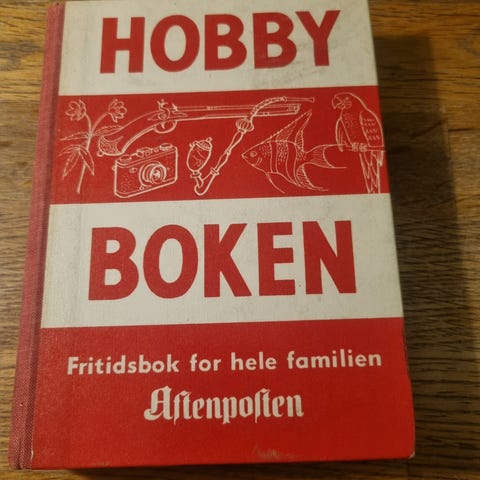 HOBBY
BOKEN
Fritidsbok for hele familien
Aftenposten